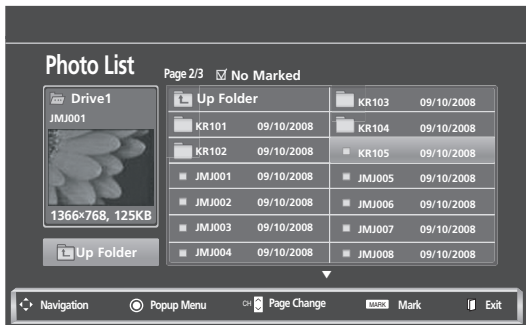 Photo List
Page 2/3 No Marked
Drive1
JMJ001
1366×768, 125KB
Up Folder
Up Folder
KR101 09/10/2008
KR102 09/10/2008
JMJ001 09/10/2008
JMJ002 09/10/2008
JMJ003 09/10/2008
JMJ004 09/10/2008
KR103 09/10/2008
KR104 09/10/2008
KR105 09/10/2008
JMJ005 09/10/2008
JMJ006 09/10/2008
JMJ007 09/10/2008
JMJ008 09/10/2008
Navigation Popup Menu CH Page Change MARK Mark Exit